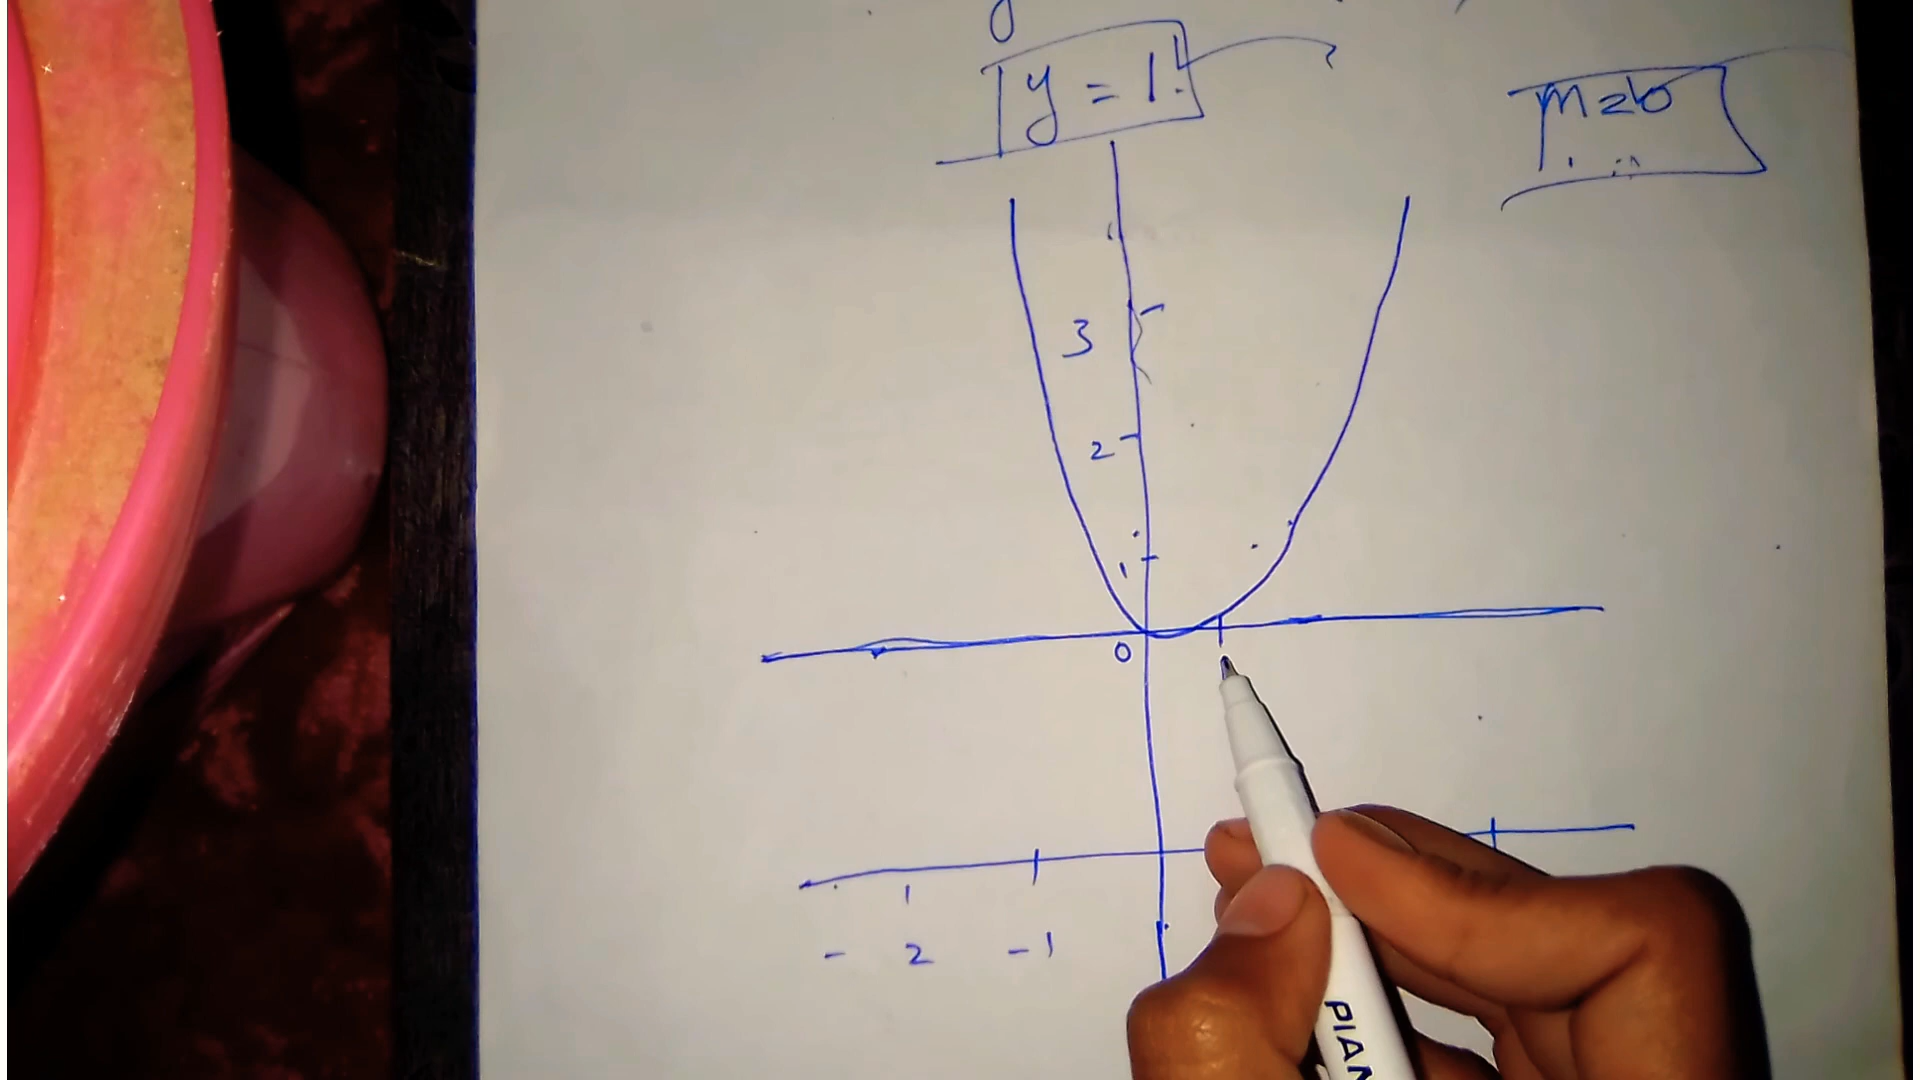 y = 1.
m = 0
3
2
1
0
- 2 - 1
PIAN